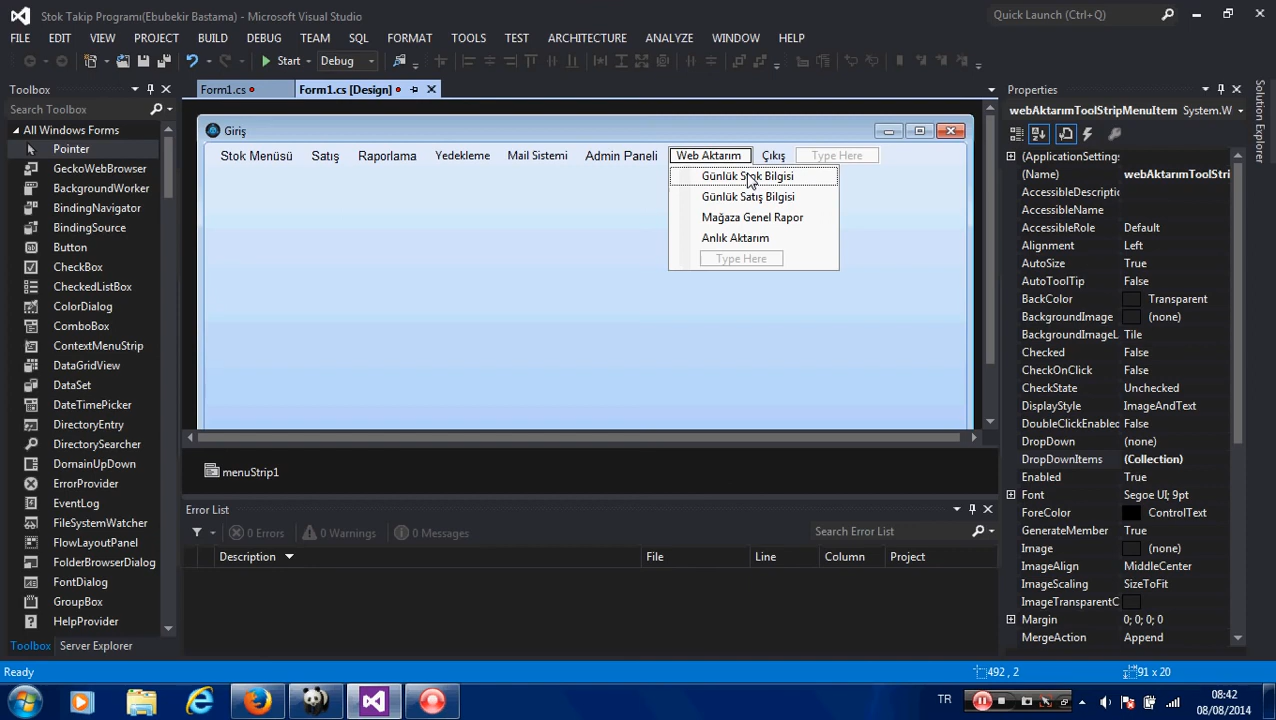 Stok Takip Programı(Ebubekir Bastama) - Microsoft Visual Studio
Quick Launch (Ctrl+Q)
FILE EDIT VIEW PROJECT BUILD DEBUG TEAM SQL FORMAT TOOLS TEST ARCHITECTURE ANALYZE WINDOW HELP
Start Debug
Toolbox
Search Toolbox
All Windows Forms
Pointer
GeckoWebBrowser
BackgroundWorker
BindingNavigator
BindingSource
Button
CheckBox
CheckedListBox
ColorDialog
ComboBox
ContextMenuStrip
DataGridView
DataSet
DateTimePicker
DirectoryEntry
DirectorySearcher
DomainUpDown
ErrorProvider
EventLog
FileSystemWatcher
FlowLayoutPanel
FolderBrowserDialog
FontDialog
GroupBox
HelpProvider
Toolbox Server Explorer
Form1.cs Form1.cs [Design]
Giriş
Stok Menüsü Satış Raporlama Yedekleme Mail Sistemi Admin Paneli Web Aktarım Çıkış Type Here
Günlük Stok Bilgisi
Günlük Satış Bilgisi
Mağaza Genel Rapor
Anlık Aktarım
Type Here
menuStrip1
Error List
0 Errors 0 Warnings 0 Messages
Search Error List
Description File Line Column Project
Properties
webAktarımToolStripMenuItem System.W
(ApplicationSetting:
(Name) webAktarımToolStri
AccessibleDescripti
AccessibleName
AccessibleRole Default
Alignment Left
AutoSize True
AutoToolTip False
BackColor Transparent
BackgroundImage (none)
BackgroundImageL Tile
Checked False
CheckOnClick False
CheckState Unchecked
DisplayStyle ImageAndText
DoubleClickEnabled False
DropDown (none)
DropDownItems (Collection)
Enabled True
Font Segoe UI; 9pt
ForeColor ControlText
GenerateMember True
Image (none)
ImageAlign MiddleCenter
ImageScaling SizeToFit
ImageTransparentC
Margin 0; 0; 0; 0
MergeAction Append
Solution Explorer
Ready
492 , 2
91 x 20
TR
08:42
08/08/2014